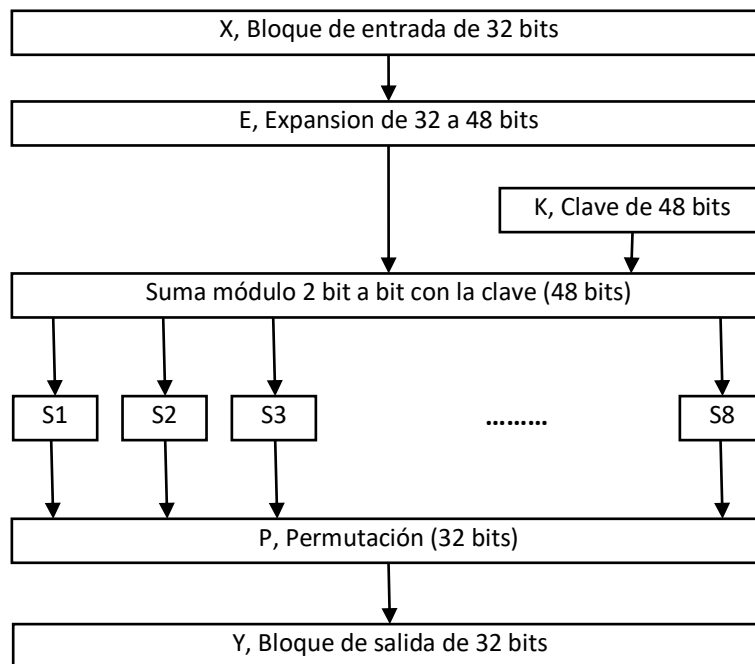 X, Bloque de entrada de 32 bits
E, Expansion de 32 a 48 bits
K, Clave de 48 bits
Suma módulo 2 bit a bit con la clave (48 bits)
S1 S2 S3 ......... S8
P, Permutación (32 bits)
Y, Bloque de salida de 32 bits